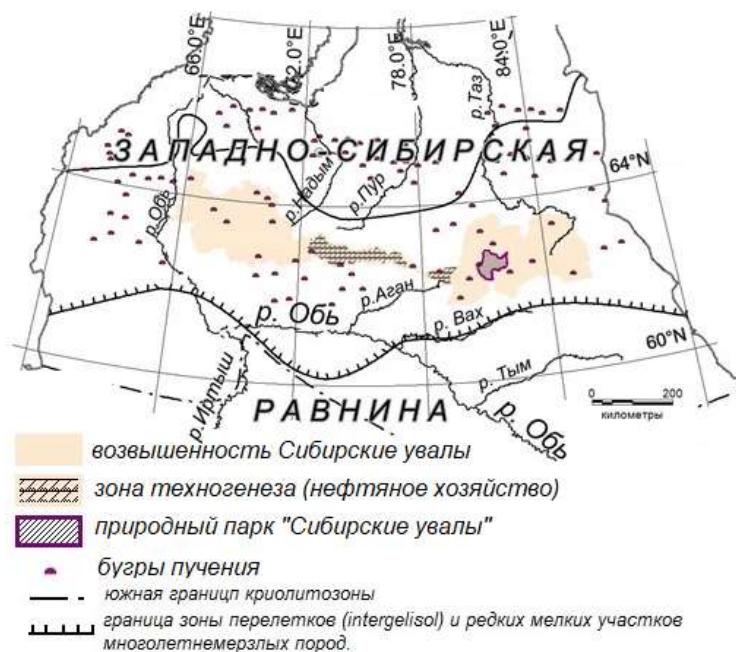 66.0°E
72.0°E
78.0°E
84.0°E
р.Таз
ЗАПАДНО-СИБИРСКАЯ
64°N
р.Надым
р.Пур
р.Обь
р.Аган
р. Обь
р. Вах
60°N
р. Тым
р.Иртыш
РАВНИНА
р. Обь
0 200
километры
возвышенность Сибирские увалы
зона техногенеза (нефтяное хозяйство)
природный парк "Сибирские увалы"
бугры пучения
южная границп криолитозоны
граница зоны перелетков (intergelisol) и редких мелких участков
многолетнемерзлых пород.